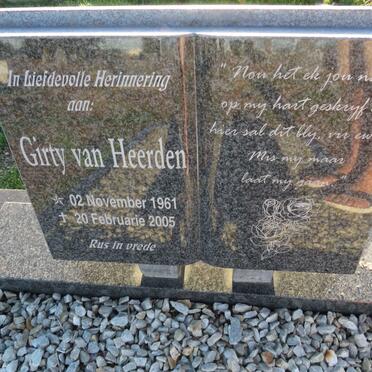 In Liefdevolle Herinnering
aan:
Girty van Heerden
☆ 02 November 1961
✝ 20 Februarie 2005
Rus in vrede
"Nou het ek jou
op my hart geskryf
hier sal dit bly, vir
Mis my maar
laat my